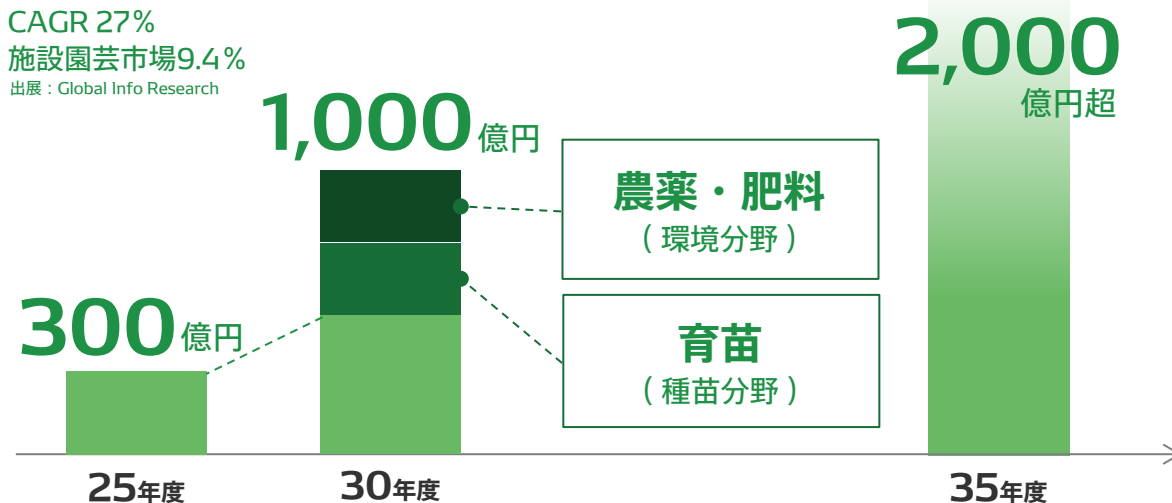 CAGR 27%
施設園芸市場9.4%
出展：Global Info Research
300億円
1,000億円
2,000
億円超
農薬・肥料
（環境分野）
育苗
（種苗分野）
25年度
30年度
35年度